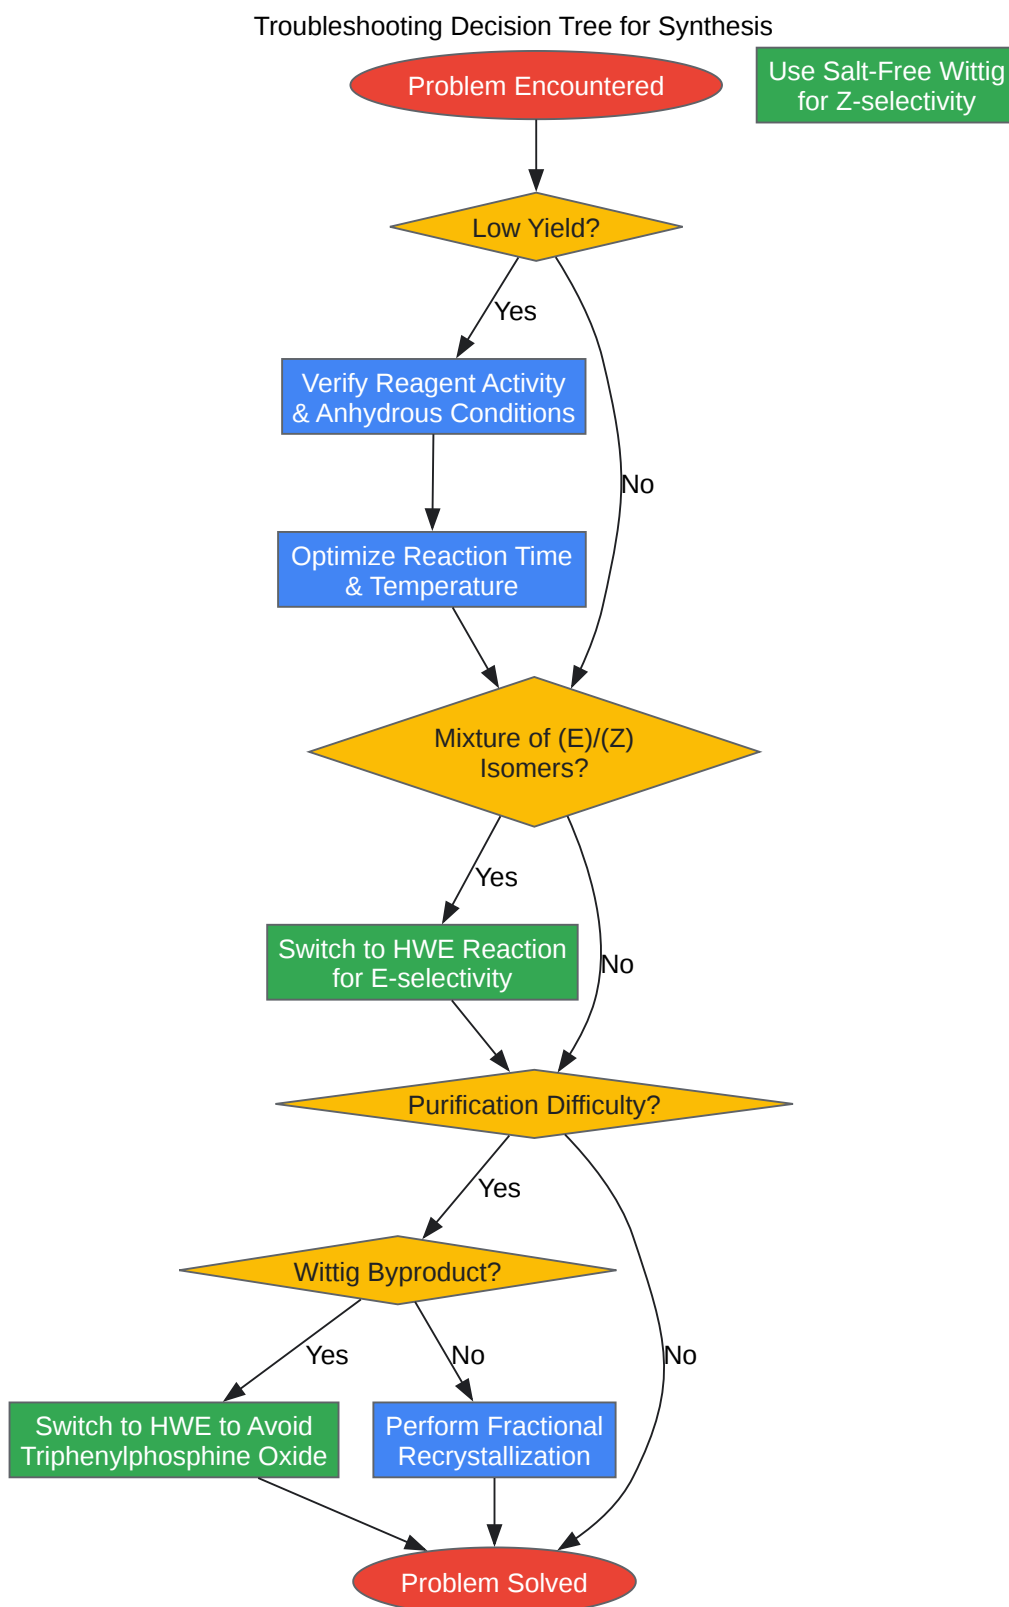 Troubleshooting Decision Tree for Synthesis
Problem Encountered
Use Salt-Free Wittig
for Z-selectivity
Low Yield?
Yes
Verify Reagent Activity
& Anhydrous Conditions
No
Optimize Reaction Time
& Temperature
Mixture of (E)/(Z)
Isomers?
Yes
Switch to HWE Reaction
for E-selectivity
No
Purification Difficulty?
Yes
Wittig Byproduct?
Yes
No
No
Switch to HWE to Avoid
Triphenylphosphine Oxide
Perform Fractional
Recrystallization
Problem Solved